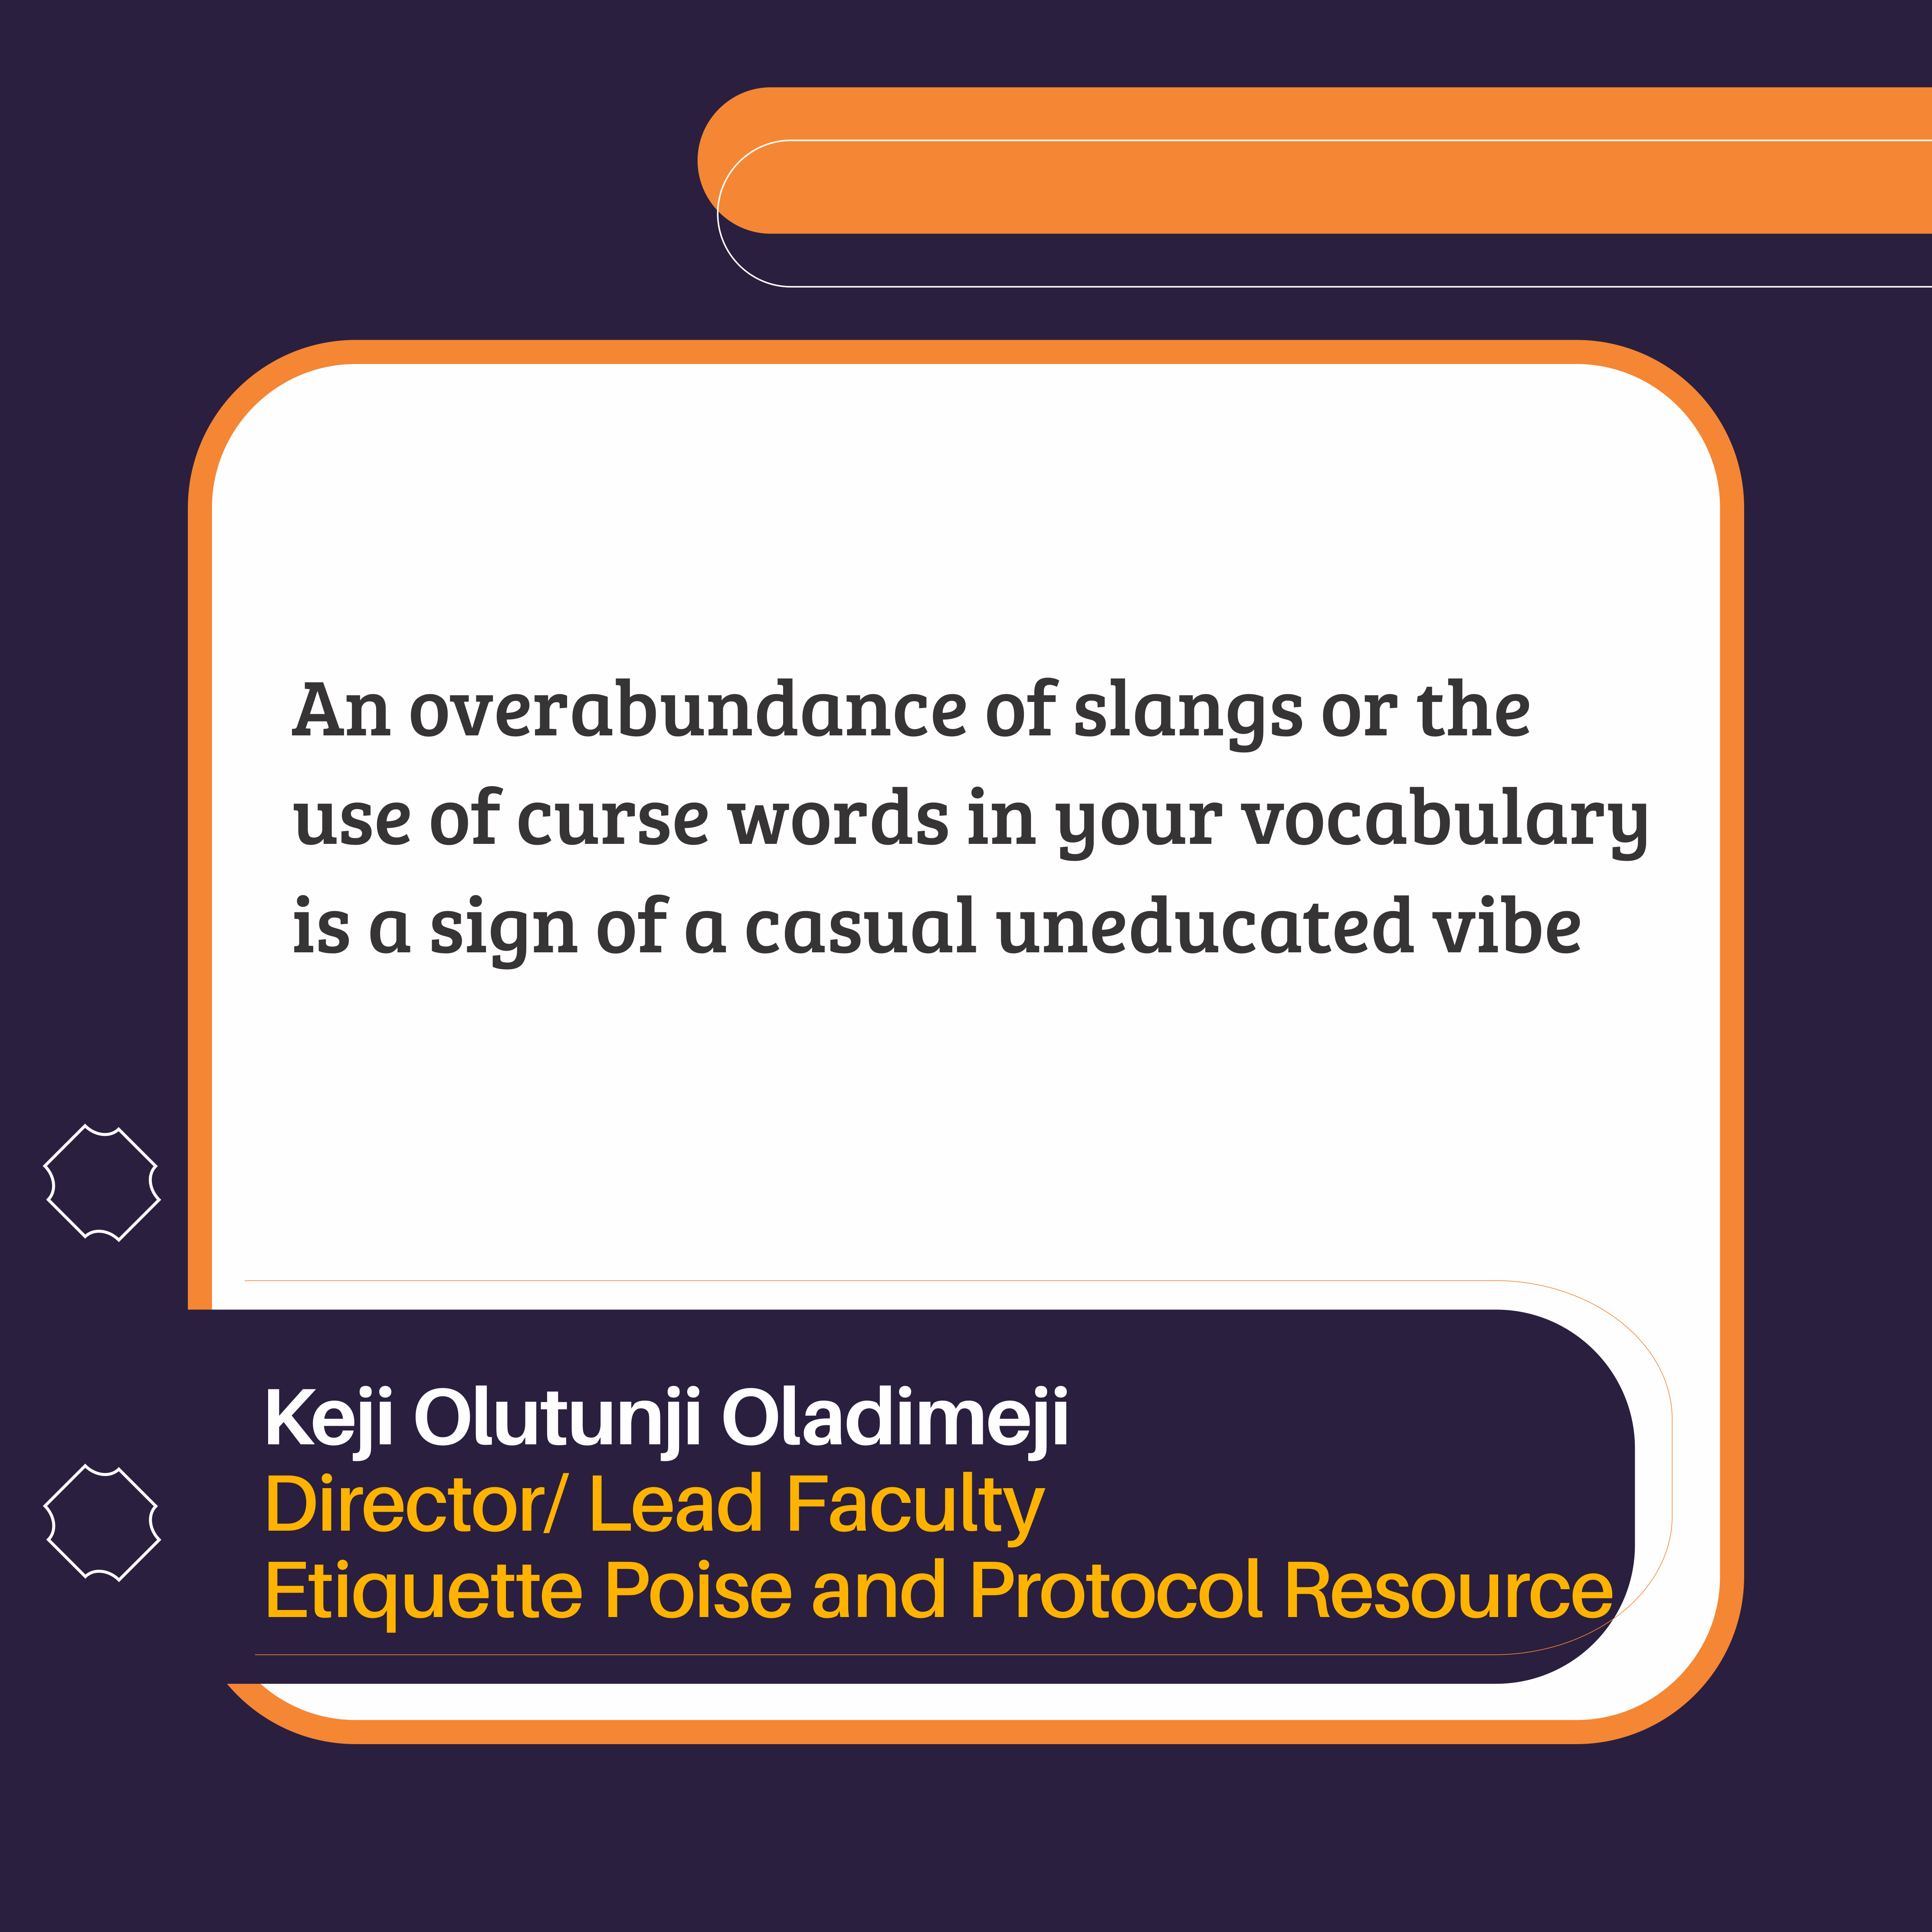 An overabundance of slangs or the
use of curse words in your vocabulary
is a sign of a casual uneducated vibe
Keji Olutunji Oladimeji
Director/ Lead Faculty
Etiquette Poise and Protocol Resource